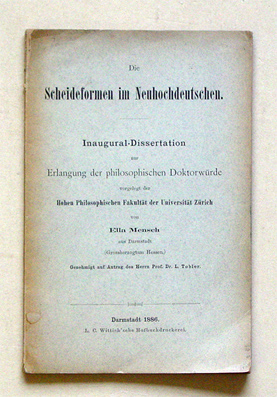 Die
Scheideformen im Neuhochdeutschen.
Inaugural-Dissertation
zur
Erlangung der philosophischen Doktorwürde
vorgelegt der
Hohen Philosophischen Fakultät der Universität Zürich
von
Ella Mensch
aus Darmstadt
(Grossherzogtum Hessen.)
Genehmigt auf Antrag des Herrn Prof. Dr. L. Tobler.
Darmstadt 1886.
L. C. Wittich'sche Hofbuchdruckerei.